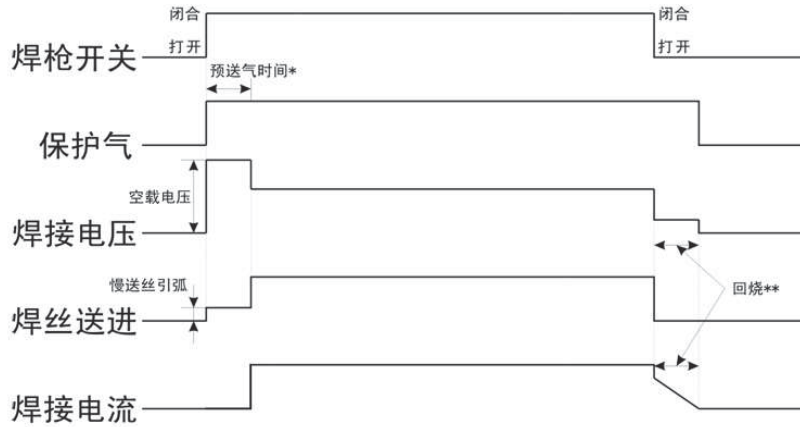 闭合
闭合
焊枪开关
打开
打开
预送气时间*
保护气
空载电压
焊接电压
慢送丝引弧
回烧**
焊丝送进
焊接电流